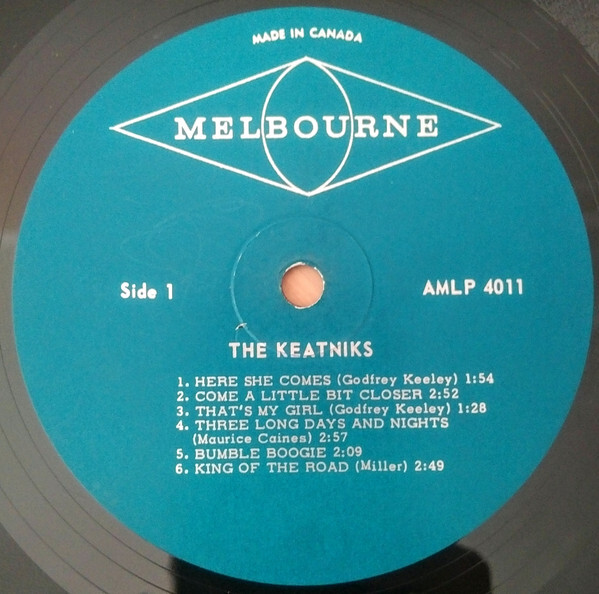 MADE IN CANADA
MELBOURNE
Side 1
AMLP 4011
THE KEATNIKS
1. HERE SHE COMES (Godfrey Keeley) 1:54
2. COME A LITTLE BIT CLOSER 2:52
3. THAT'S MY GIRL (Godfrey Keeley) 1:28
4. THREE LONG DAYS AND NIGHTS
(Maurice Caines) 2:57
5. BUMBLE BOOGIE 2:09
6. KING OF THE ROAD (Miller) 2:49